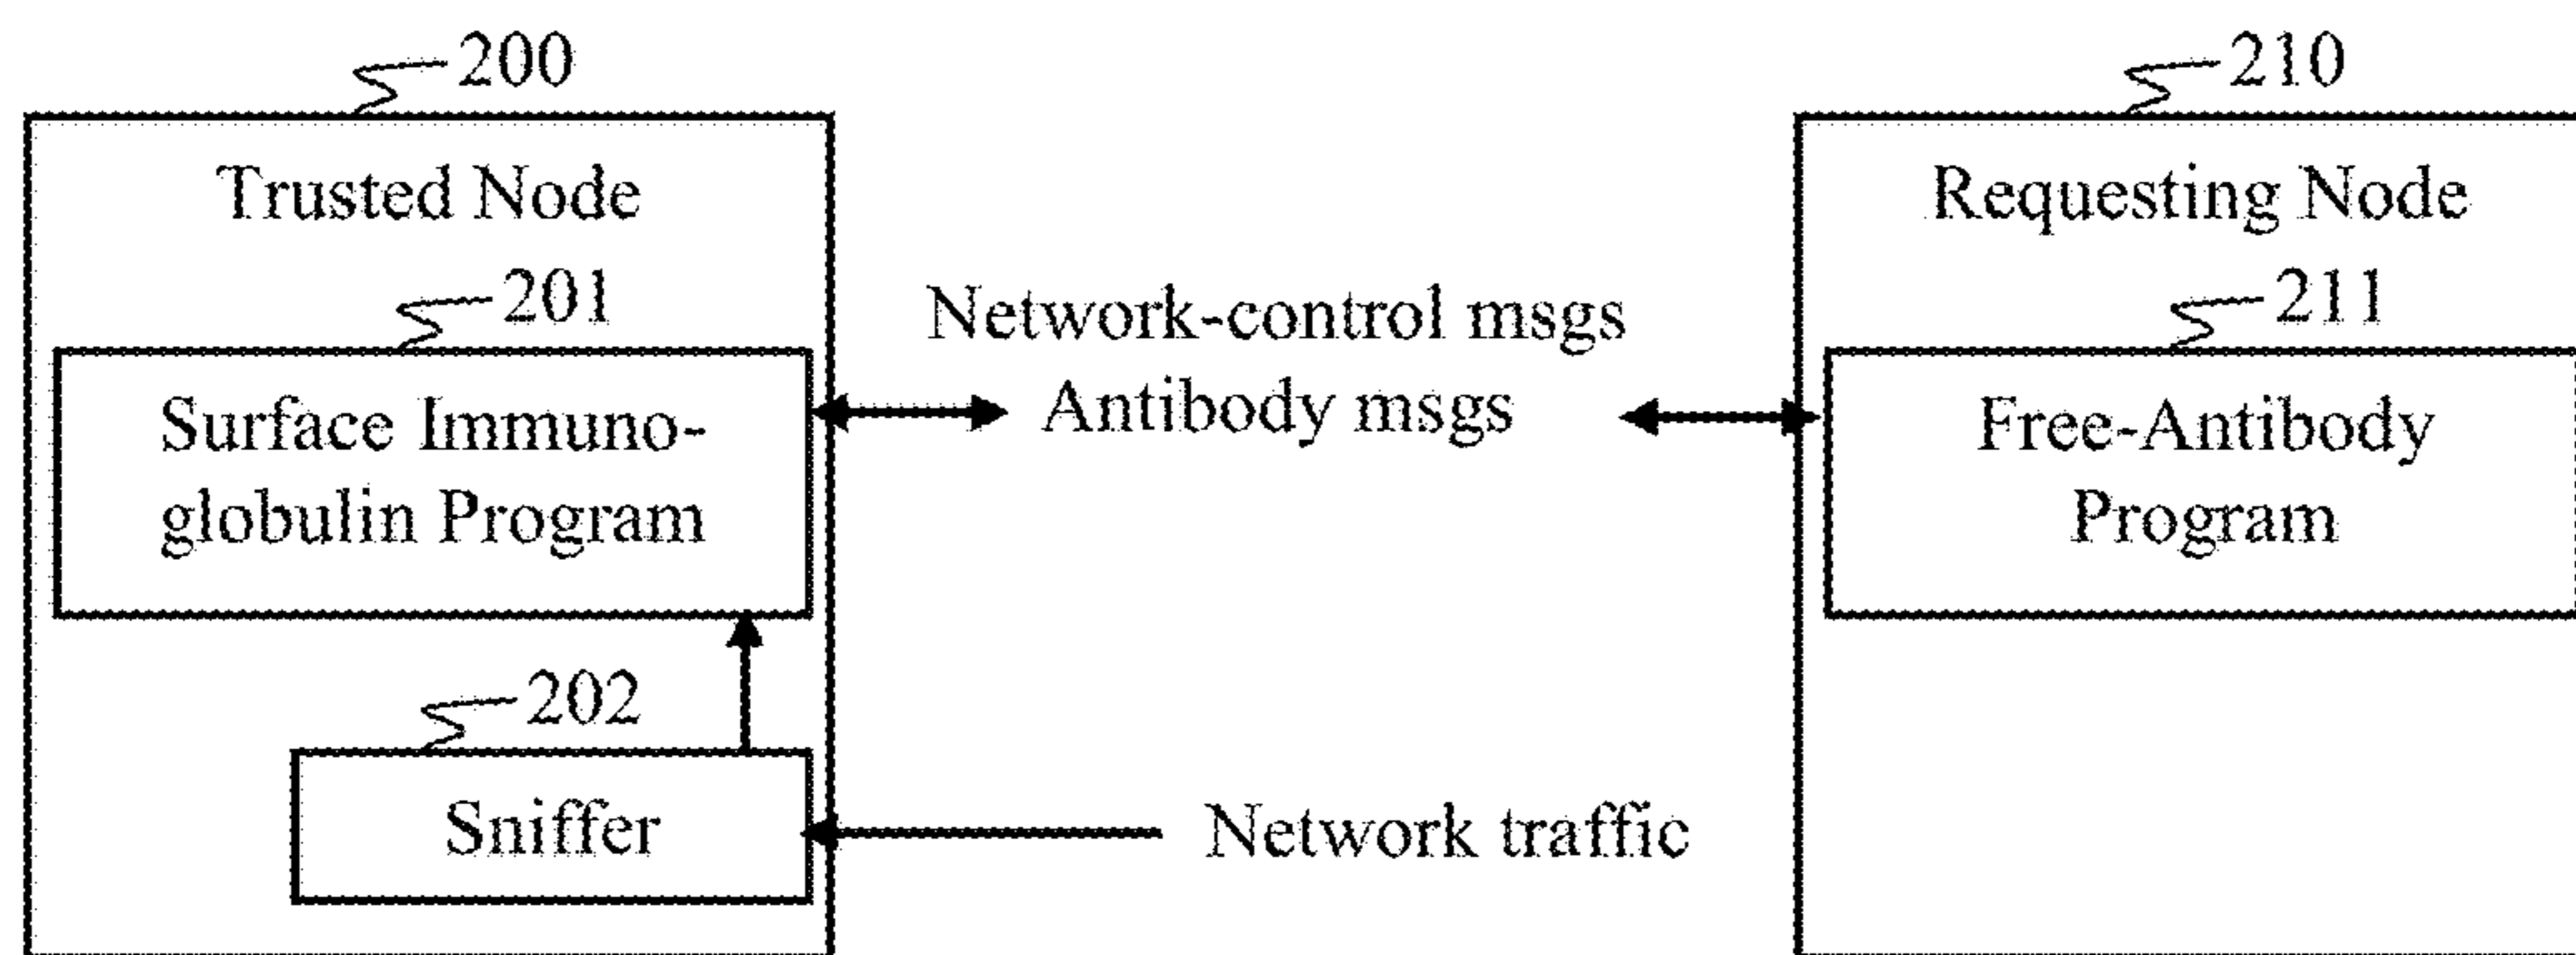 200
210
Trusted Node
Requesting Node
201
211
Network-control msgs
Antibody msgs
Surface Immuno-
globulin Program
Free-Antibody
Program
202
Sniffer
Network traffic